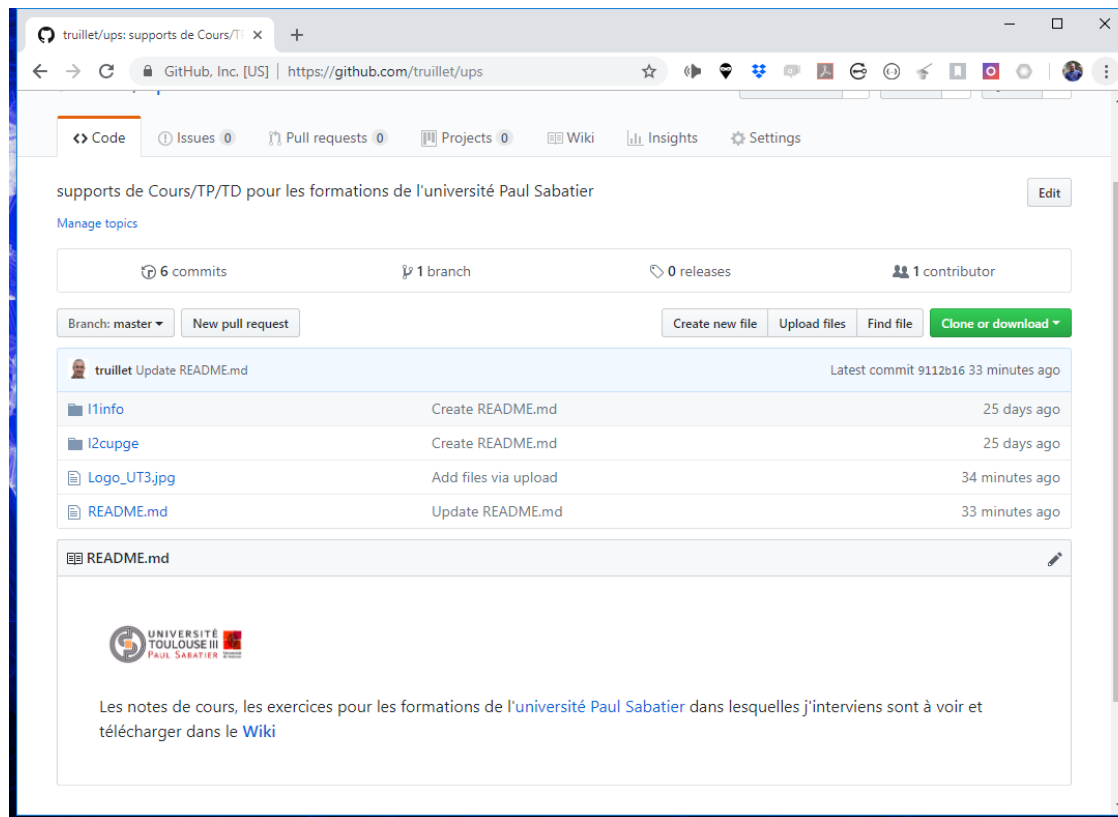 truillet/ups: supports de Cours/T
GitHub, Inc. [US] | https://github.com/truillet/ups
Code Issues 0 Pull requests 0 Projects 0 Wiki Insights Settings
supports de Cours/TP/TD pour les formations de l'université Paul Sabatier Edit
Manage topics
6 commits 1 branch 0 releases 1 contributor
Branch: master New pull request Create new file Upload files Find file Clone or download
truillet Update README.md Latest commit 9112b16 33 minutes ago
l1info Create README.md 25 days ago
l2cupge Create README.md 25 days ago
Logo_UT3.jpg Add files via upload 34 minutes ago
README.md Update README.md 33 minutes ago
README.md
UNIVERSITÉ
TOULOUSE III
PAUL SABATIER
Les notes de cours, les exercices pour les formations de l'université Paul Sabatier dans lesquelles j'interviens sont à voir et
télécharger dans le Wiki